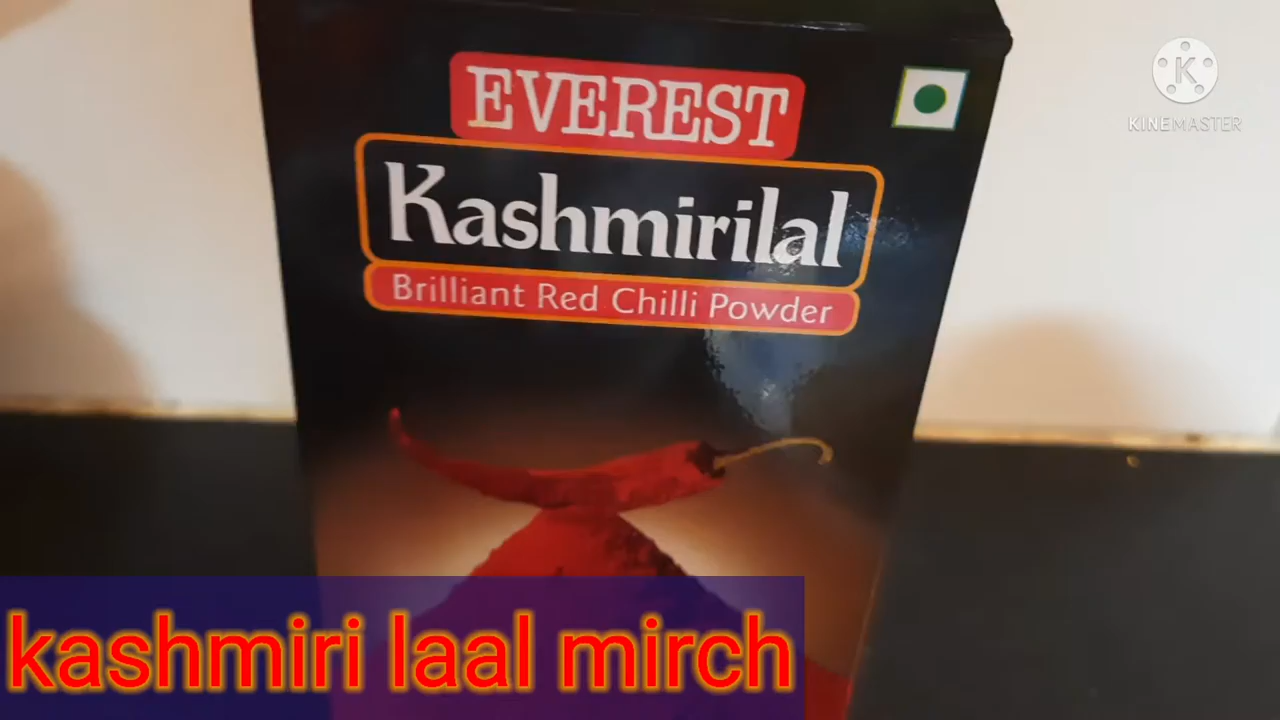 EVEREST
Kashmirilal
Brilliant Red Chilli Powder
K
KINEMASTER
kashmiri laal mirch